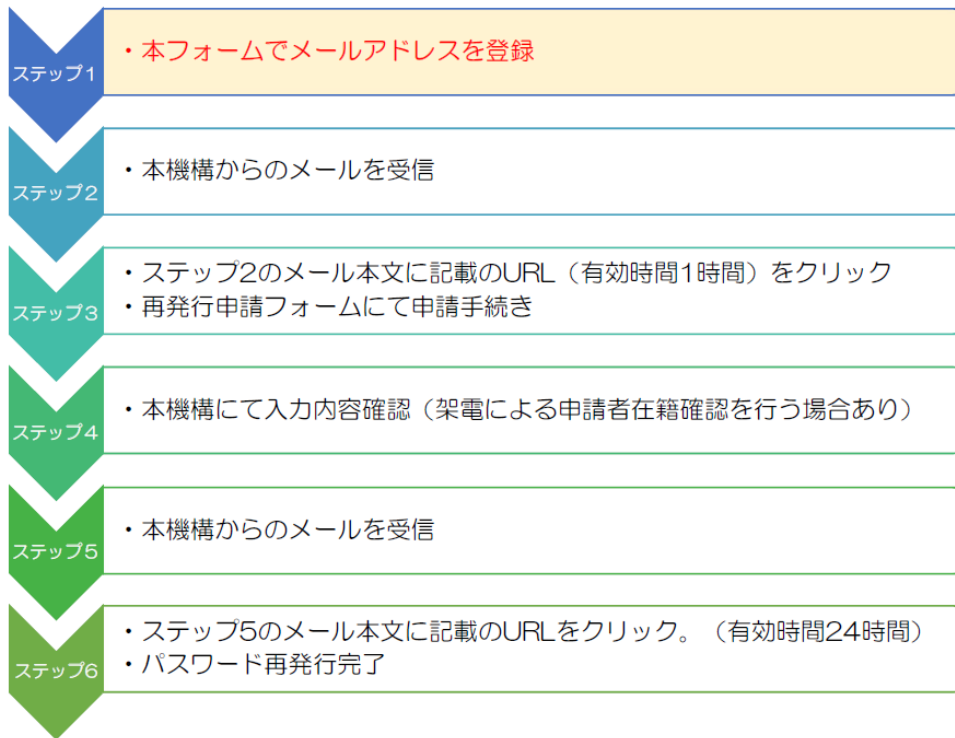 ステップ1
・本フォームでメールアドレスを登録
ステップ2
・本機構からのメールを受信
ステップ3
・ステップ2のメール本文に記載のURL（有効時間1時間）をクリック
・再発行申請フォームにて申請手続き
ステップ4
・本機構にて入力内容確認（架電による申請者在籍確認を行う場合あり）
ステップ5
・本機構からのメールを受信
ステップ6
・ステップ5のメール本文に記載のURLをクリック。（有効時間24時間）
・パスワード再発行完了